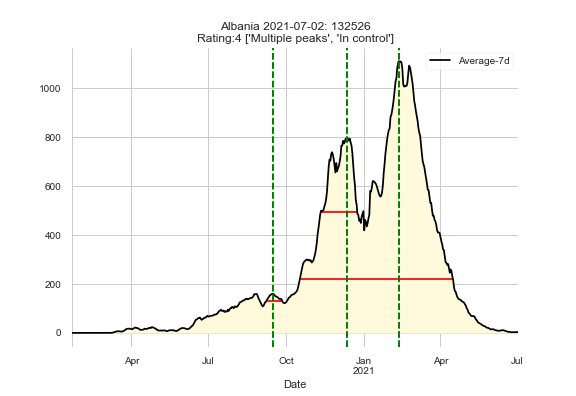 Albania 2021-07-02: 132526
Rating:4 ['Multiple peaks', 'In control']
Average-7d
1000
800
600
400
200
0
Apr Jul Oct Jan Apr Jul
2021
Date